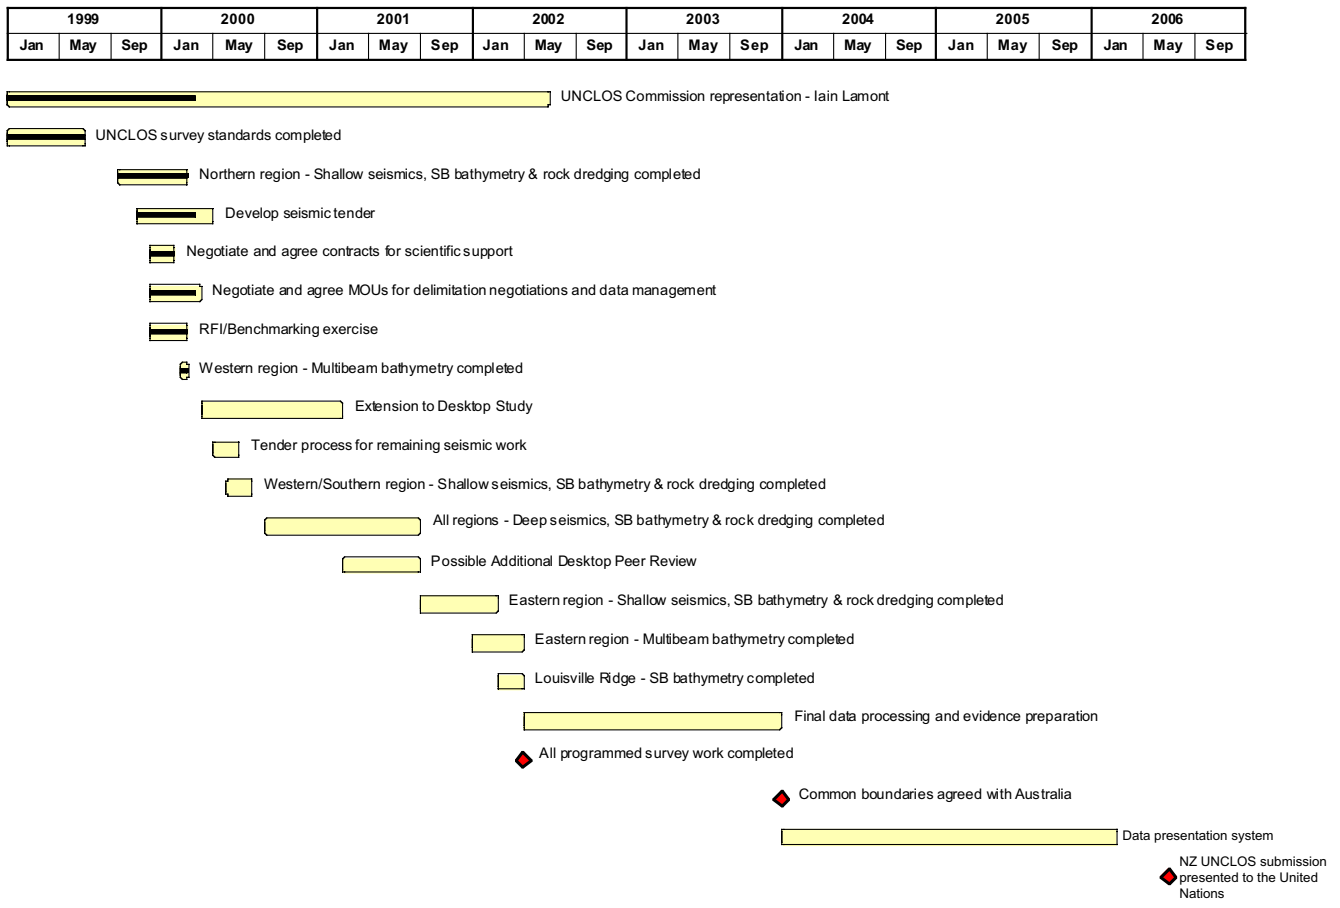 1999 2000 2001 2002 2003 2004 2005 2006
Jan May Sep Jan May Sep Jan May Sep Jan May Sep Jan May Sep Jan May Sep Jan May Sep Jan May Sep
UNCLOS Commission representation - Iain Lamont
UNCLOS survey standards completed
Northern region - Shallow seismics, SB bathymetry & rock dredging completed
Develop seismic tender
Negotiate and agree contracts for scientific support
Negotiate and agree MOUs for delimitation negotiations and data management
RFI/Benchmarking exercise
Western region - Multibeam bathymetry completed
Extension to Desktop Study
Tender process for remaining seismic work
Western/Southern region - Shallow seismics, SB bathymetry & rock dredging completed
All regions - Deep seismics, SB bathymetry & rock dredging completed
Possible Additional Desktop Peer Review
Eastern region - Shallow seismics, SB bathymetry & rock dredging completed
Eastern region - Multibeam bathymetry completed
Louisville Ridge - SB bathymetry completed
Final data processing and evidence preparation
All programmed survey work completed
Common boundaries agreed with Australia
Data presentation system
NZ UNCLOS submission
presented to the United
Nations